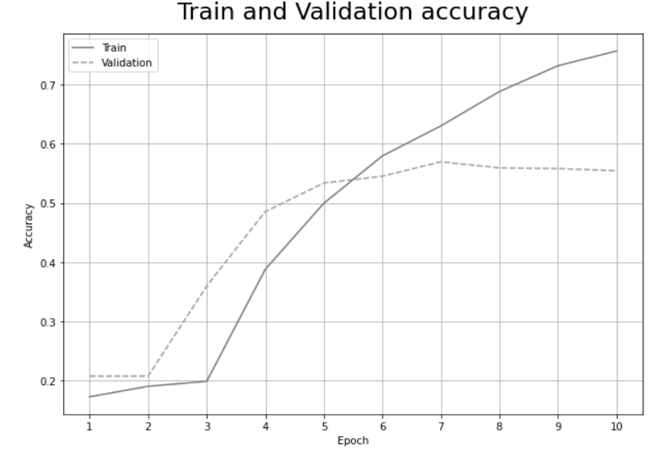 Train and Validation accuracy
Train
Validation
0.7
0.6
0.5
0.4
0.3
0.2
Accuracy
1 2 3 4 5 6 7 8 9 10
Epoch